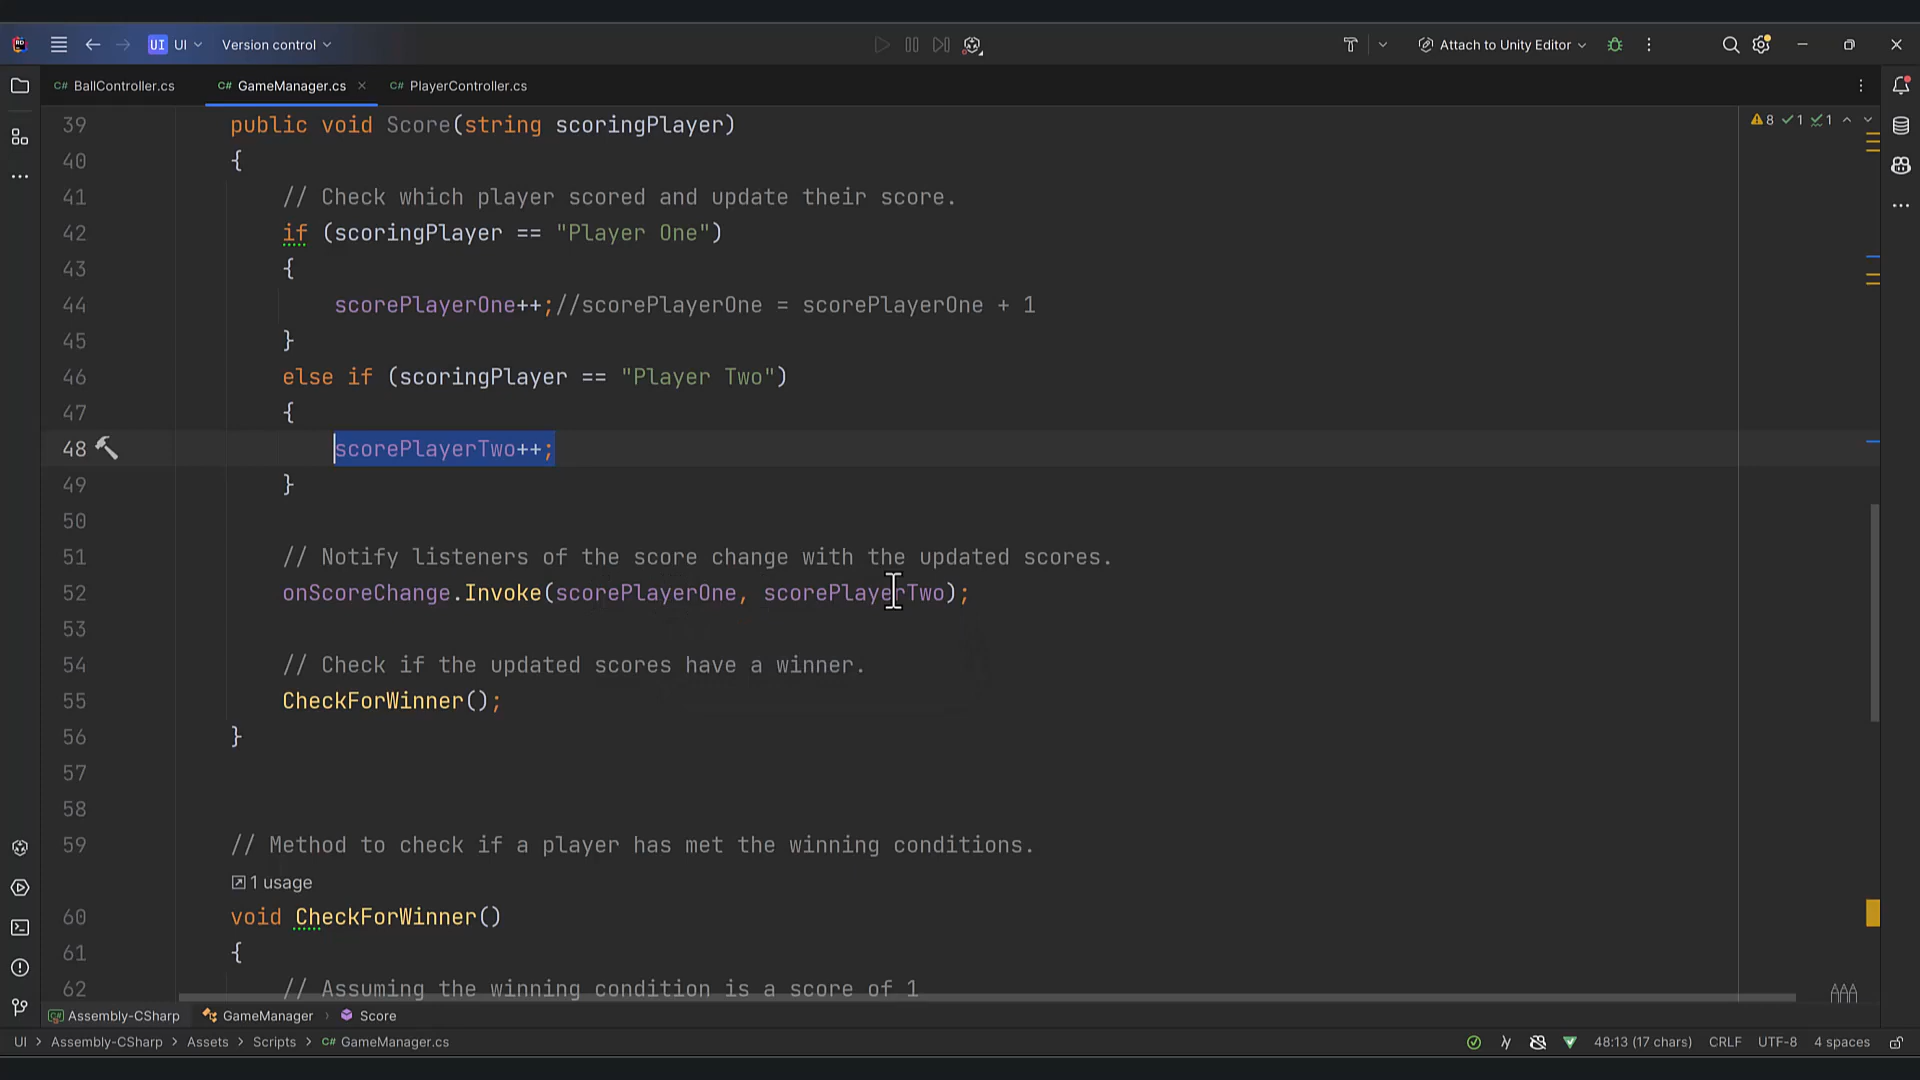 UI UI Version control Attach to Unity Editor
C# BallController.cs C# GameManager.cs C# PlayerController.cs
39 public void Score(string scoringPlayer) 8 1 1
40 {
41 // Check which player scored and update their score.
42 if (scoringPlayer == "Player One")
43 {
44 scorePlayerOne++;//scorePlayerOne = scorePlayerOne + 1
45 }
46 else if (scoringPlayer == "Player Two")
47 {
48 scorePlayerTwo++;
49 }
50
51 // Notify listeners of the score change with the updated scores.
52 onScoreChange.Invoke(scorePlayerOne, scorePlayerTwo);
53
54 // Check if the updated scores have a winner.
55 CheckForWinner();
56 }
57
58
59 // Method to check if a player has met the winning conditions.
1 usage
60 void CheckForWinner()
61 {
62 // Assuming the winning condition is a score of 1
C# Assembly-CSharp GameManager › Score
UI › Assembly-CSharp › Assets › Scripts › C# GameManager.cs 48:13 (17 chars) CRLF UTF-8 4 spaces